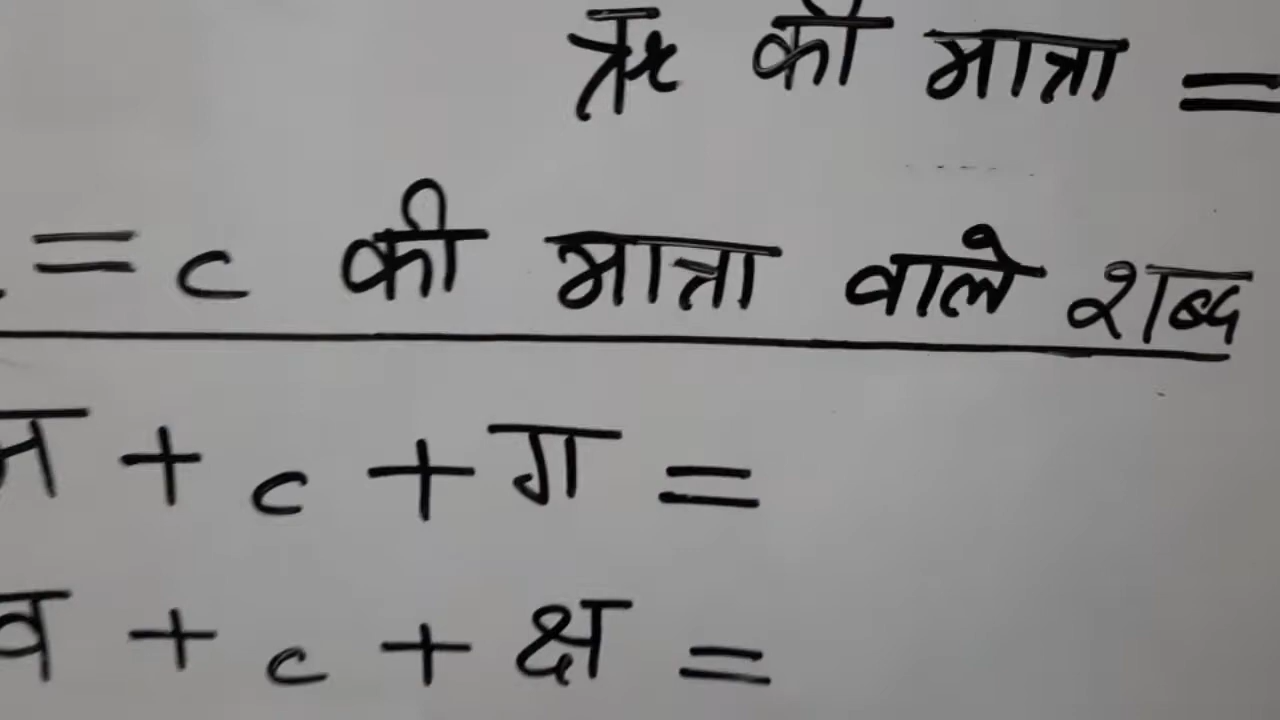 ऋ की मात्रा =
= ृ की मात्रा वाले शब्द
म + ृ + ग =
व + ृ + क्ष =